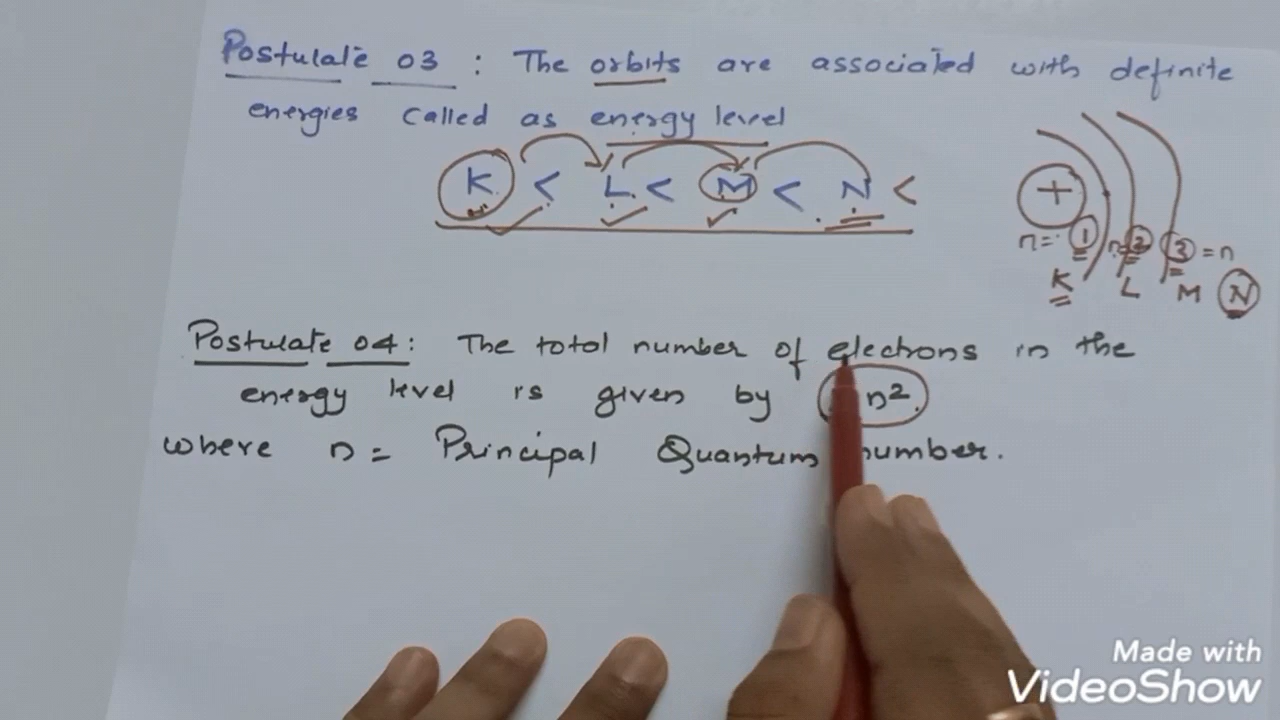 Postulate 03 : The orbits are associated with definite
energies called as energy level
K < L < M < N <
+
n = 1 n=2 3 = n
K L M N
Postulate 04 : The total number of electrons in the
energy level is given by n²
where n = Principal Quantum number.
Made with
VideoShow